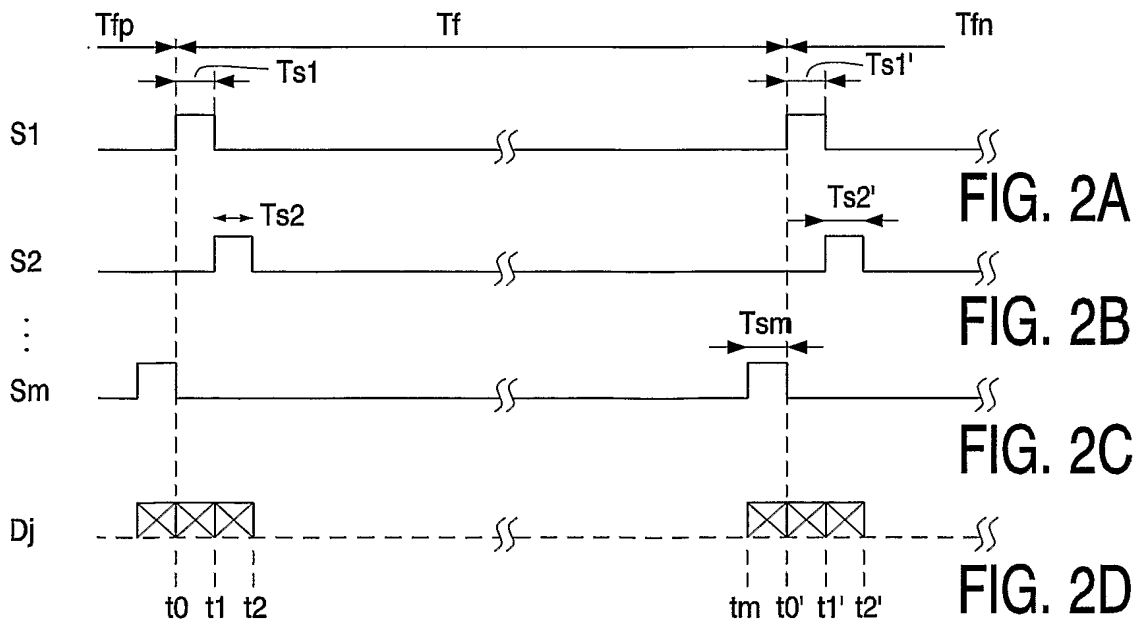 Tfp Tf Tfn
Ts1 Ts1'
S1
FIG. 2A
Ts2 Ts2'
S2
FIG. 2B
Tsm
Sm
FIG. 2C
Dj
t0 t1 t2 tm t0' t1' t2'
FIG. 2D